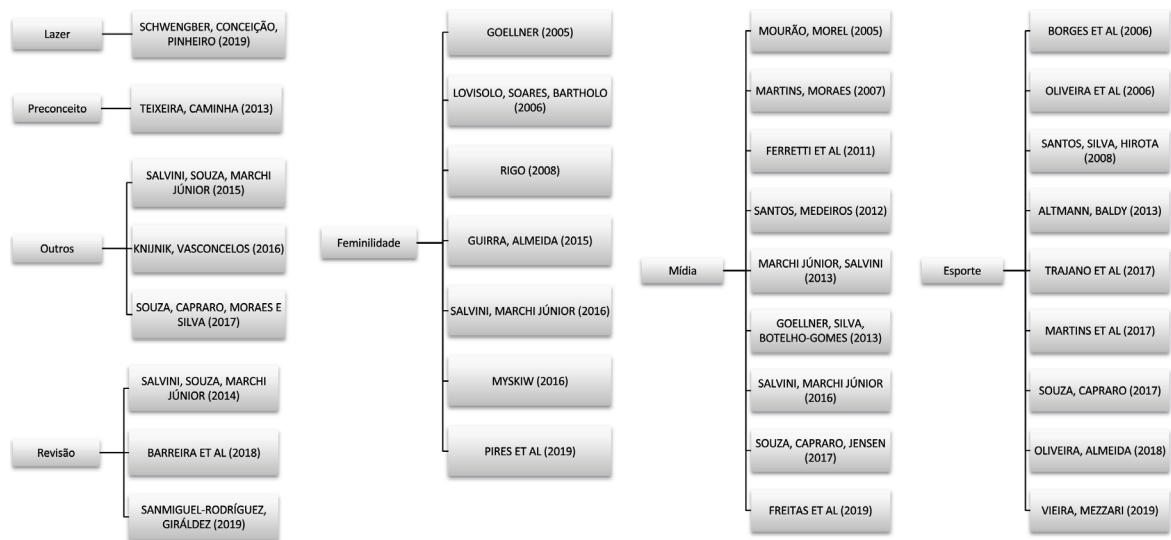 Lazer
SCHWENGBER, CONCEIÇÃO,
PINHEIRO (2019)
Preconceito
TEIXEIRA, CAMINHA (2013)
Outros
SALVINI, SOUZA, MARCHI
JÚNIOR (2015)
KNIJNIK, VASCONCELOS (2016)
SOUZA, CAPRARO, MORAES E
SILVA (2017)
Revisão
SALVINI, SOUZA, MARCHI
JÚNIOR (2014)
BARREIRA ET AL (2018)
SANMIGUEL-RODRÍGUEZ,
GIRÁLDEZ (2019)
Feminilidade
GOELLNER (2005)
LOVISOLO, SOARES, BARTHOLO
(2006)
RIGO (2008)
GUIRRA, ALMEIDA (2015)
SALVINI, MARCHI JÚNIOR (2016)
MYSKIW (2016)
PIRES ET AL (2019)
Mídia
MOURÃO, MOREL (2005)
MARTINS, MORAES (2007)
FERRETTI ET AL (2011)
SANTOS, MEDEIROS (2012)
MARCHI JÚNIOR, SALVINI
(2013)
GOELLNER, SILVA,
BOTELHO-GOMES (2013)
SALVINI, MARCHI JÚNIOR
(2016)
SOUZA, CAPRARO, JENSEN
(2017)
FREITAS ET AL (2019)
Esporte
BORGES ET AL (2006)
OLIVEIRA ET AL (2006)
SANTOS, SILVA, HIROTA
(2008)
ALTMANN, BALDY (2013)
TRAJANO ET AL (2017)
MARTINS ET AL (2017)
SOUZA, CAPRARO (2017)
OLIVEIRA, ALMEIDA (2018)
VIEIRA, MEZZARI (2019)